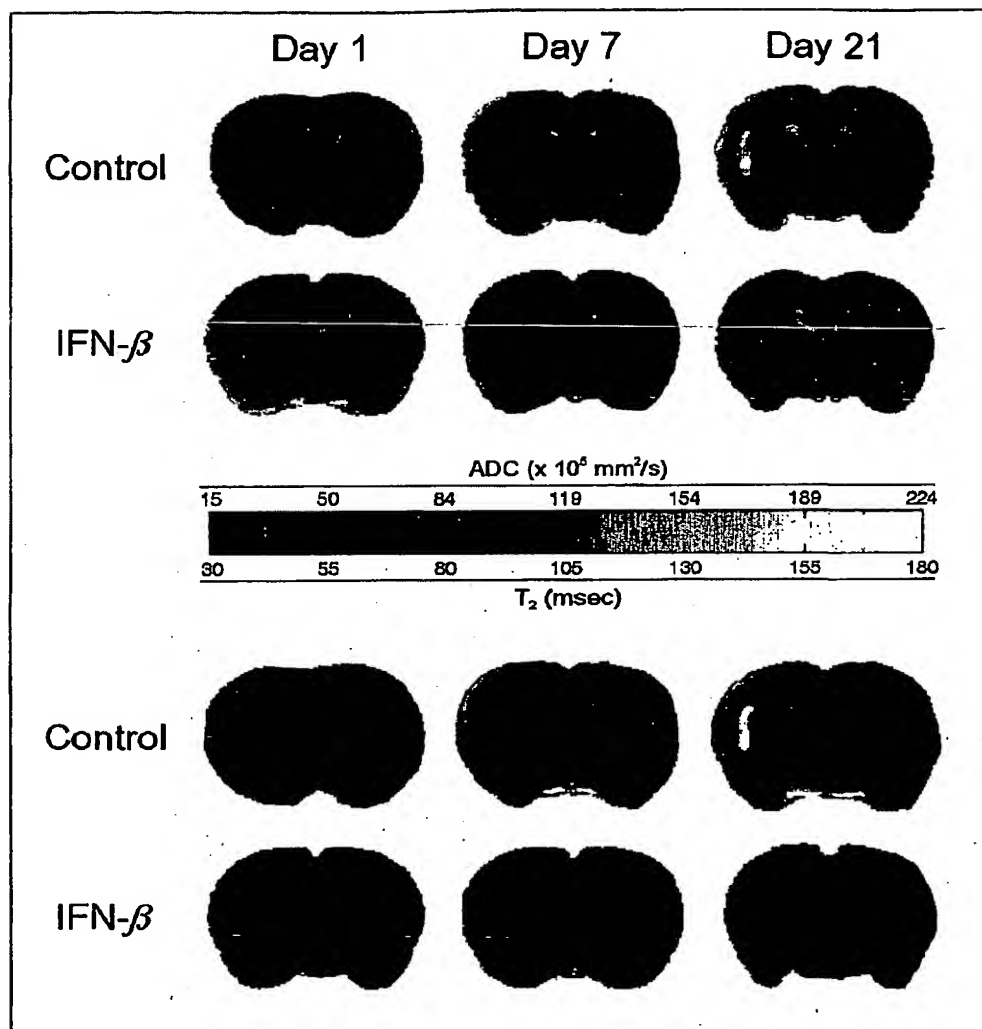 Day 1 Day 7 Day 21
Control
IFN-β
ADC (x 10⁵ mm²/s)
15 50 84 119 154 189 224
30 55 80 105 130 155 180
T₂ (msec)
Control
IFN-β